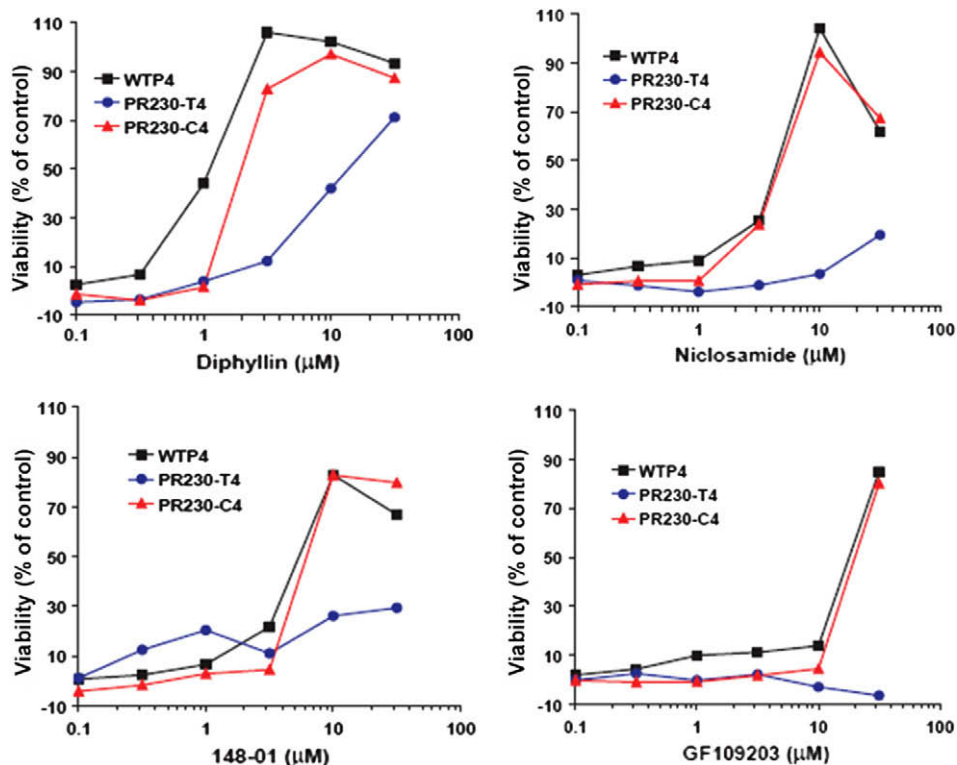 Viability (% of control)
110
90
70
50
30
10
-10
WTP4
PR230-T4
PR230-C4
0.1
1
10
100
Diphyllin (μM)
Viability (% of control)
110
90
70
50
30
10
-10
WTP4
PR230-T4
PR230-C4
0.1
1
10
100
Niclosamide (μM)
Viability (% of control)
110
90
70
50
30
10
-10
WTP4
PR230-T4
PR230-C4
0.1
1
10
100
148-01 (μM)
Viability (% of control)
110
90
70
50
30
10
-10
WTP4
PR230-T4
PR230-C4
0.1
1
10
100
GF109203 (μM)